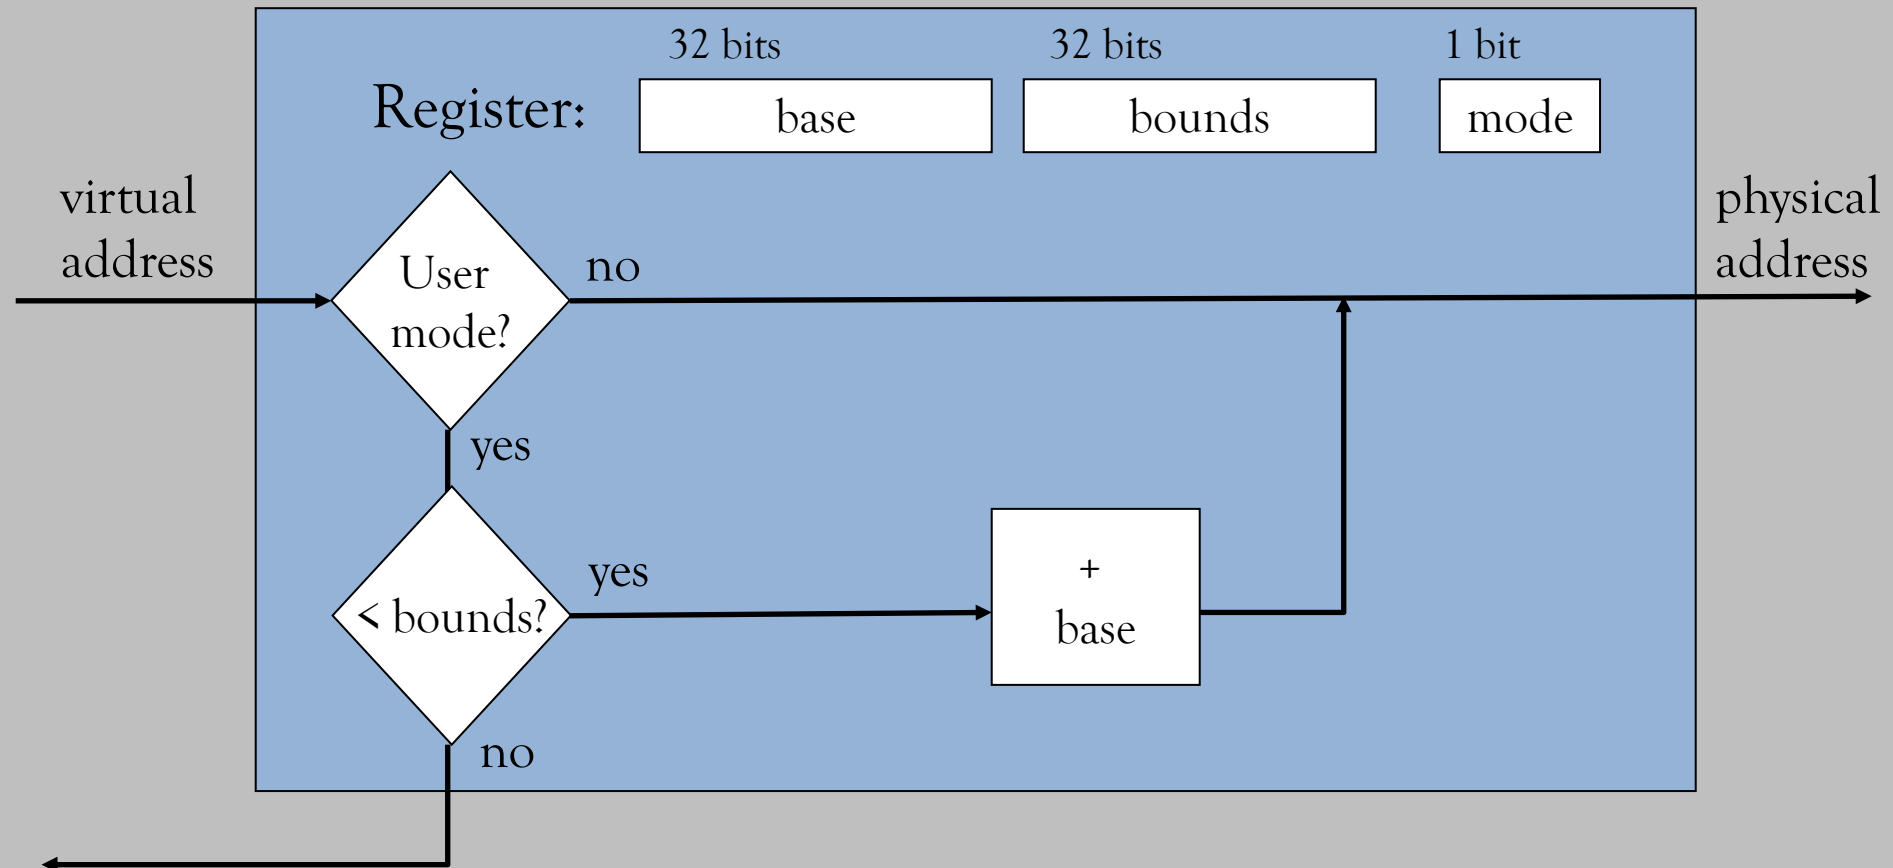 32 bits
32 bits
1 bit
Register:
base
bounds
mode
virtual
address
physical
address
User
mode?
no
yes
< bounds?
yes
+
base
no